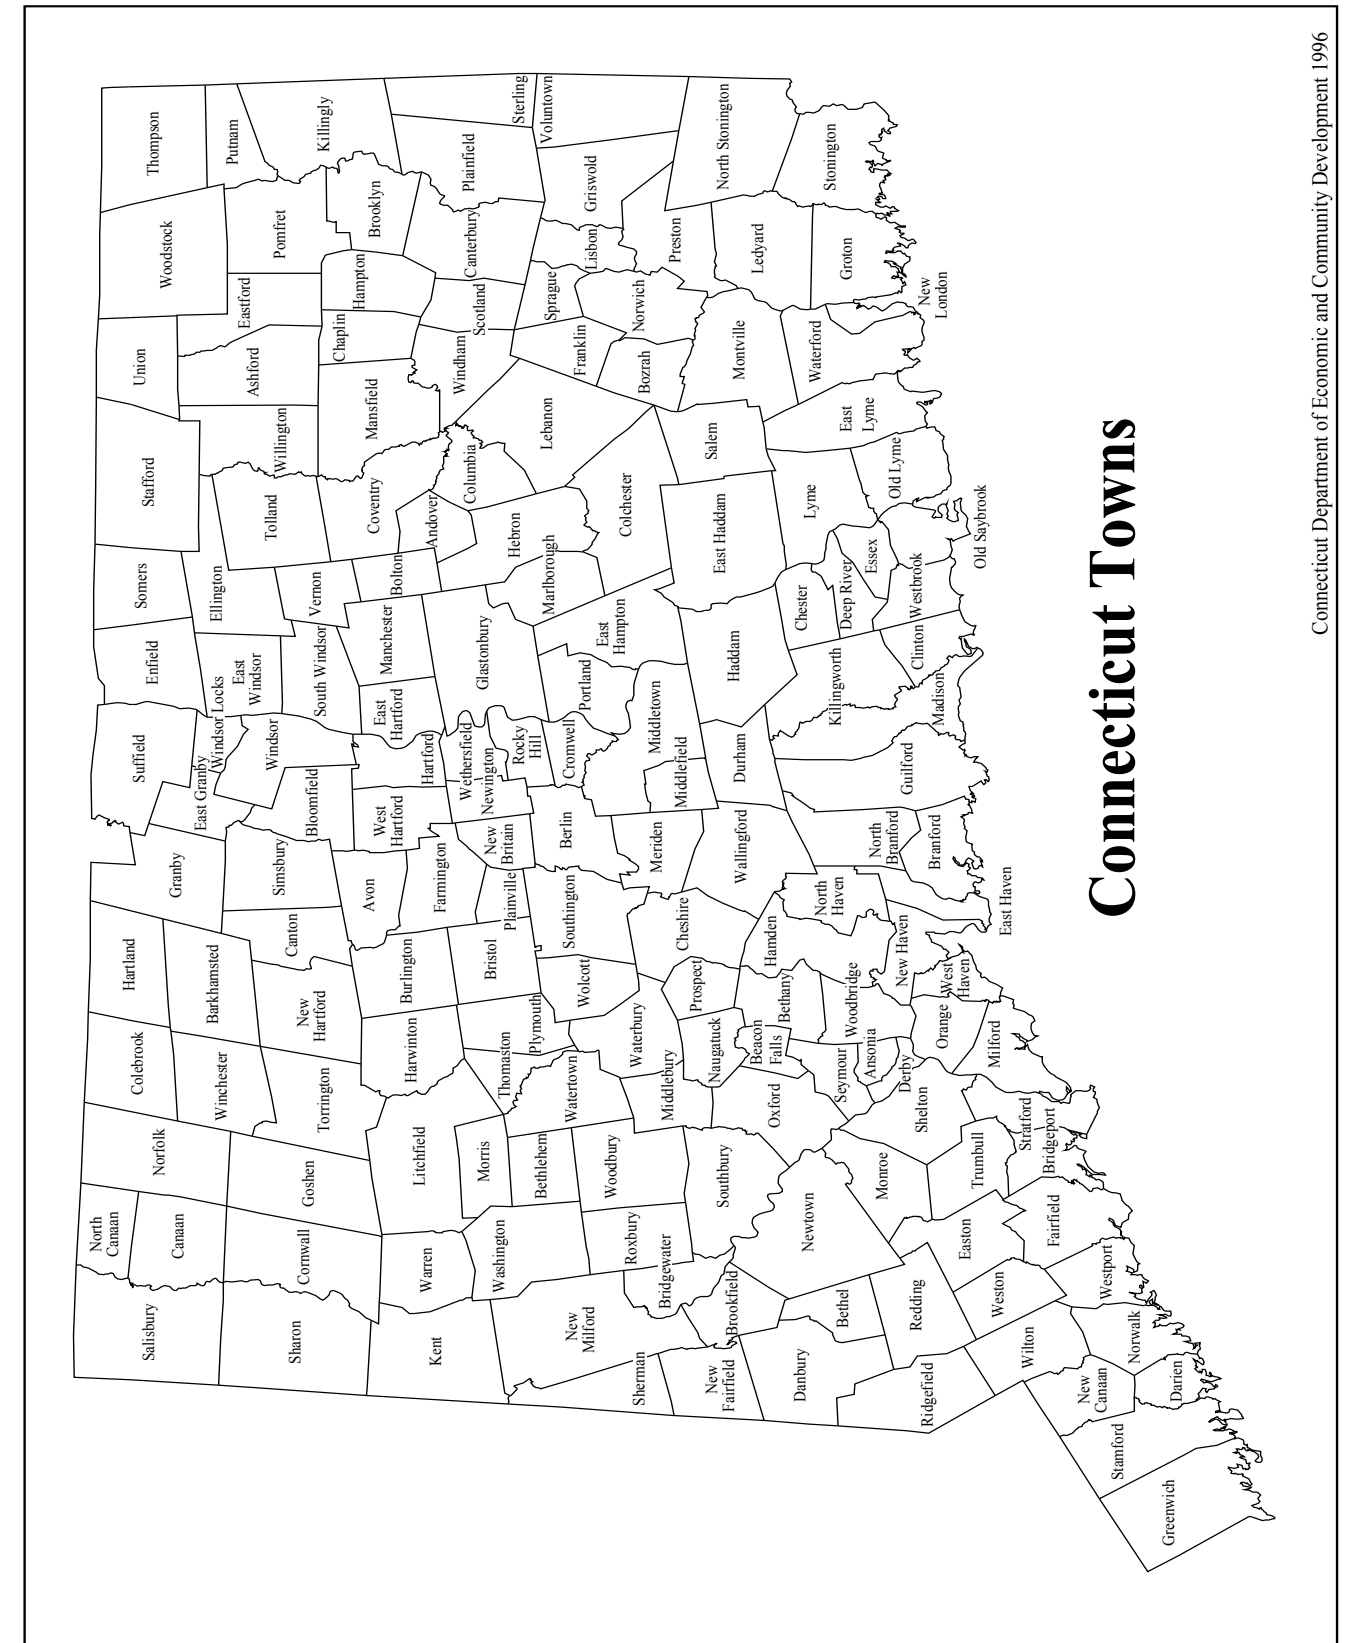 Salisbury
North
Canaan
Canaan
Norfolk
Colebrook
Hartland
Granby
Suffield
Enfield
Somers
Stafford
Union
Woodstock
Thompson
Sharon
Cornwall
Goshen
Winchester
Barkhamsted
East Granby
Windsor Locks
East
Windsor
Ellington
Willington
Ashford
Eastford
Pomfret
Putnam
Torrington
New
Hartford
Canton
Simsbury
Bloomfield
Windsor
South Windsor
Vernon
Tolland
Mansfield
Chaplin
Hampton
Brooklyn
Killingly
Kent
Warren
Litchfield
Harwinton
Burlington
Avon
Farmington
West
Hartford
Hartford
East
Hartford
Manchester
Bolton
Coventry
Andover
Columbia
Windham
Scotland
Canterbury
Plainfield
Sterling
Washington
Morris
Bethlehem
Thomaston
Plymouth
Bristol
Plainville
New
Britain
Newington
Wethersfield
Rocky
Hill
Glastonbury
Hebron
Marlborough
Lebanon
Franklin
Sprague
Lisbon
Griswold
Voluntown
New
Milford
Sherman
Bridgewater
Roxbury
Woodbury
Watertown
Middlebury
Waterbury
Wolcott
Southington
Berlin
Cromwell
Portland
East
Hampton
Colchester
Bozrah
Norwich
Preston
North Stonington
New
Fairfield
Brookfield
Southbury
Oxford
Naugatuck
Beacon
Falls
Prospect
Cheshire
Meriden
Middlefield
Middletown
Haddam
East Haddam
Salem
Montville
Ledyard
Stonington
Danbury
Bethel
Newtown
Monroe
Seymour
Ansonia
Derby
Bethany
Woodbridge
Hamden
North
Haven
Wallingford
Durham
Killingworth
Chester
Deep River
Essex
Lyme
East
Lyme
Waterford
Groton
New
London
Ridgefield
Redding
Easton
Trumbull
Shelton
Orange
West
Haven
New Haven
North
Branford
Branford
East Haven
Guilford
Madison
Clinton
Westbrook
Old Saybrook
Old Lyme
Wilton
Weston
Fairfield
Bridgeport
Stratford
Milford
Greenwich
Stamford
New
Canaan
Darien
Norwalk
Westport
Connecticut Towns
Connecticut Department of Economic and Community Development 1996